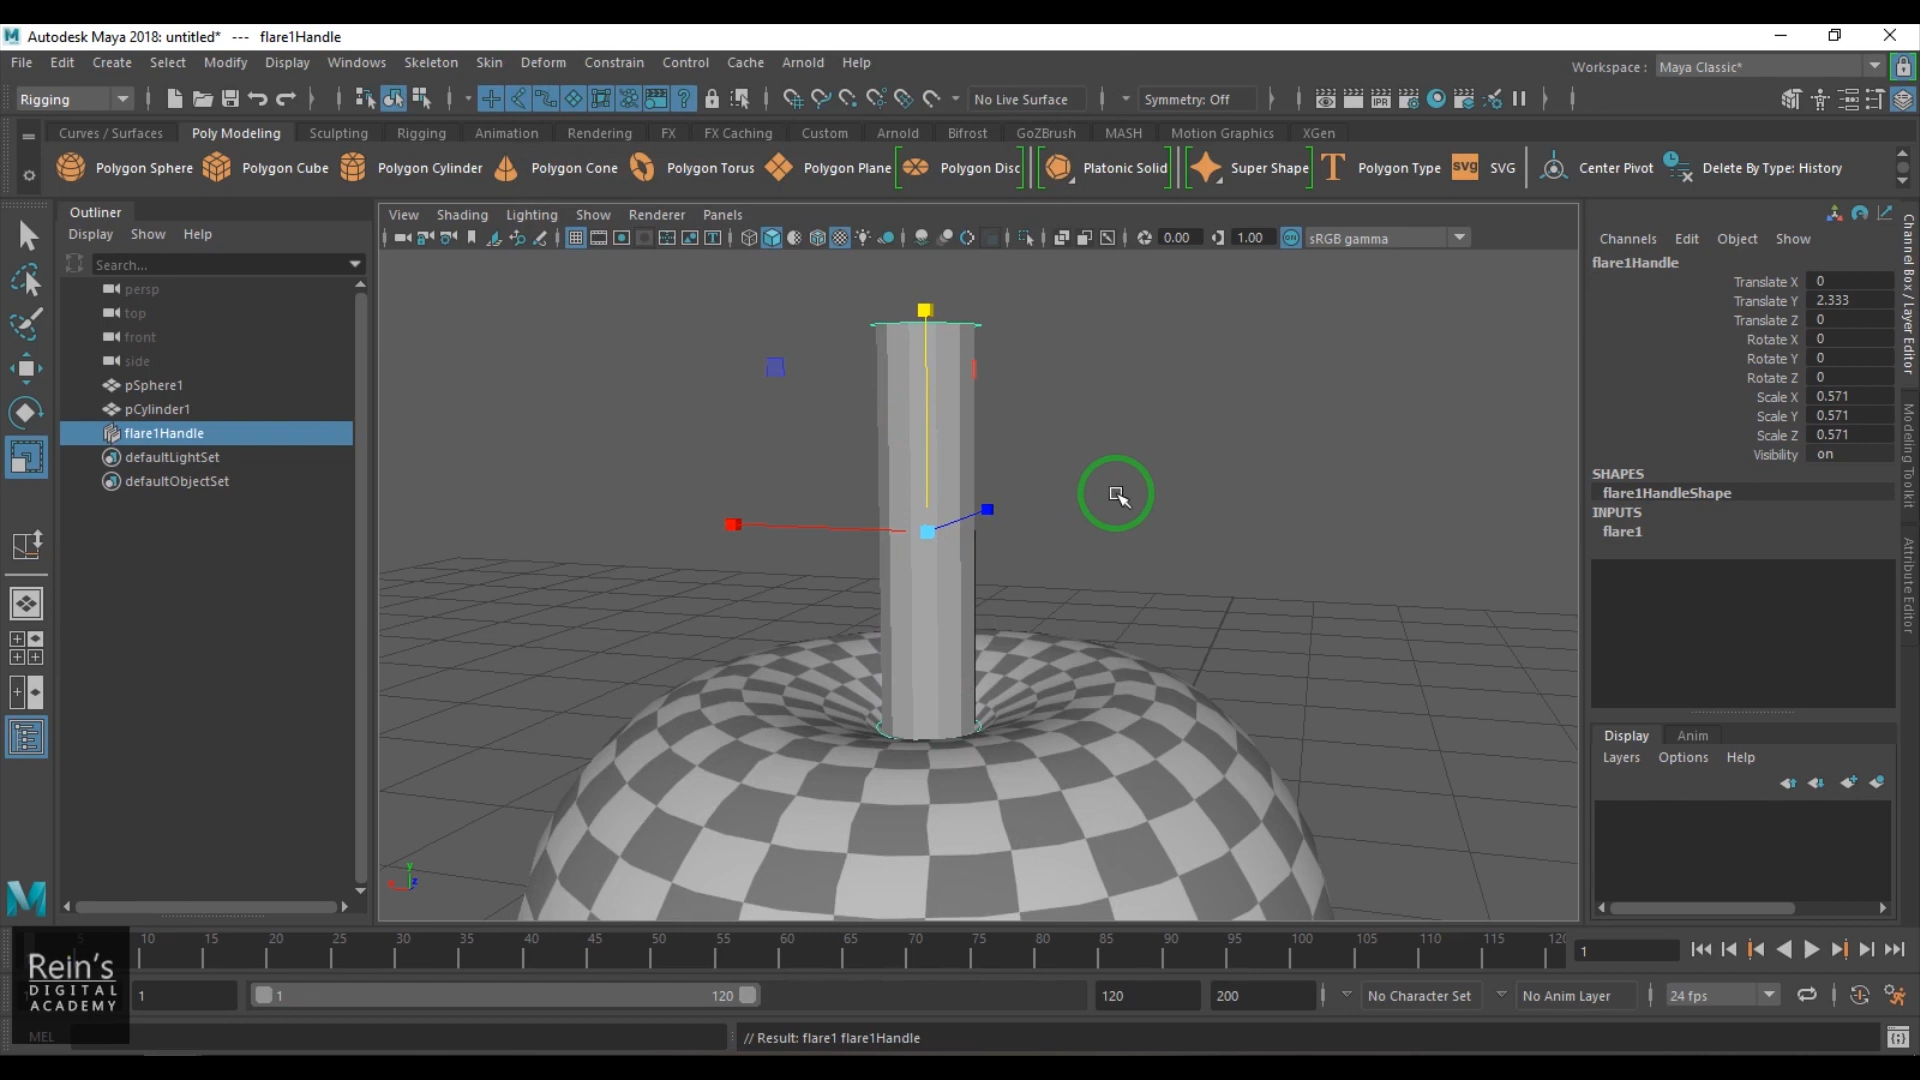 Autodesk Maya 2018: untitled* --- flare1Handle
File Edit Create Select Modify Display Windows Skeleton Skin Deform Constrain Control Cache Arnold Help
Workspace : Maya Classic*
Rigging
No Live Surface
Symmetry: Off
Curves / Surfaces Poly Modeling Sculpting Rigging Animation Rendering FX FX Caching Custom Arnold Bifrost GoZBrush MASH Motion Graphics XGen
Polygon Sphere Polygon Cube Polygon Cylinder Polygon Cone Polygon Torus Polygon Plane Polygon Disc Platonic Solid Super Shape Polygon Type SVG SVG Center Pivot Delete By Type: History
Outliner
Display Show Help
Search...
persp
top
front
side
pSphere1
pCylinder1
flare1Handle
defaultLightSet
defaultObjectSet
View Shading Lighting Show Renderer Panels
0.00 1.00 sRGB gamma
Channels Edit Object Show
flare1Handle
Translate X 0
Translate Y 2.333
Translate Z 0
Rotate X 0
Rotate Y 0
Rotate Z 0
Scale X 0.571
Scale Y 0.571
Scale Z 0.571
Visibility on
SHAPES
flare1HandleShape
INPUTS
flare1
Channel Box / Layer Editor
Modeling Toolkit
Attribute Editor
Display Anim
Layers Options Help
5 10 15 20 25 30 35 40 45 50 55 60 65 70 75 80 85 90 95 100 105 110 115 120
1
Rein's
DIGITAL
ACADEMY
1 1 120 120 200 No Character Set No Anim Layer 24 fps
MEL // Result: flare1 flare1Handle